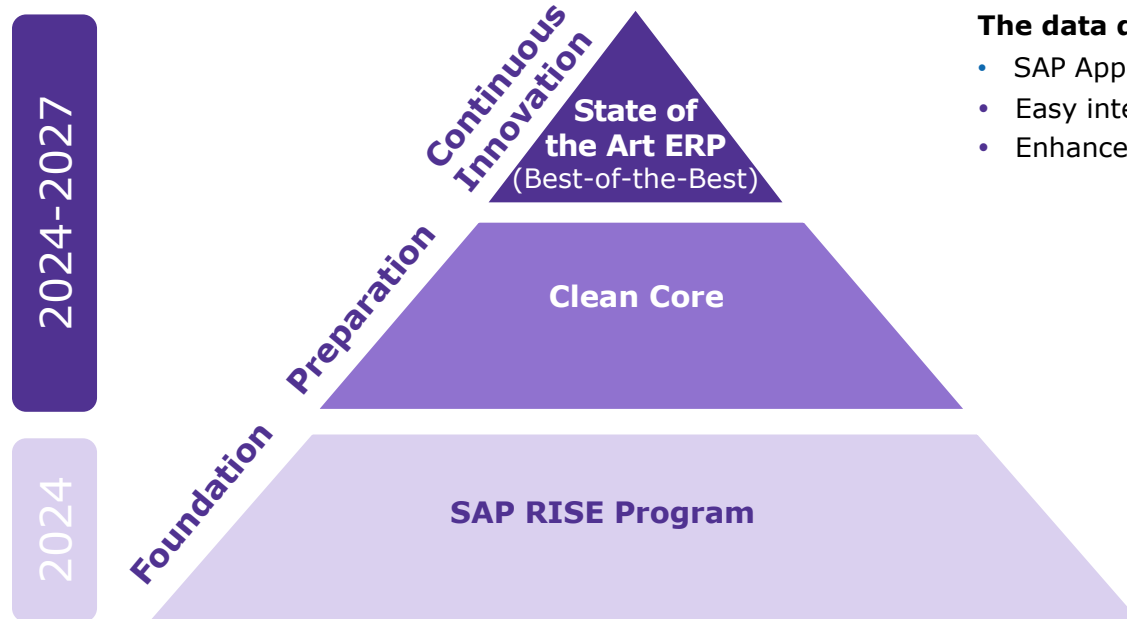 2024-2027
2024
Continuous
Innovation
Preparation
Foundation
State of
the Art ERP
(Best-of-the-Best)
Clean Core
SAP RISE Program
The data
• SAP App
• Easy
• Enhance